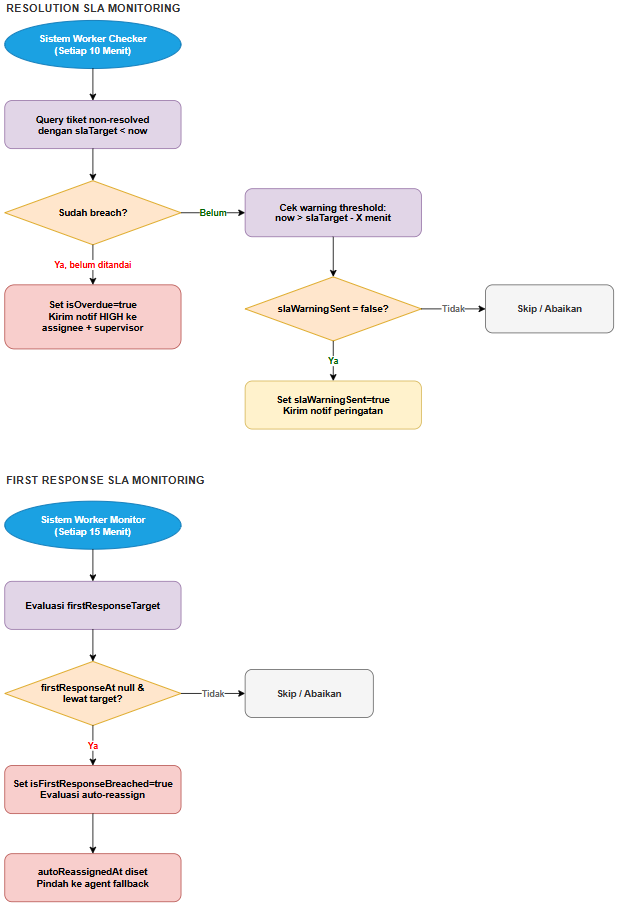 RESOLUTION SLA MONITORING
Sistem Worker Checker
(Setiap 10 Menit)
Query tiket non-resolved
dengan slaTarget < now
Sudah breach?
Belum
Cek warning threshold:
now > slaTarget - X menit
Ya, belum ditandai
Set isOverdue=true
Kirim notif HIGH ke
assignee + supervisor
slaWarningSent = false?
Tidak
Skip / Abaikan
Ya
Set slaWarningSent=true
Kirim notif peringatan
FIRST RESPONSE SLA MONITORING
Sistem Worker Monitor
(Setiap 15 Menit)
Evaluasi firstResponseTarget
firstResponseAt null &
lewat target?
Tidak
Skip / Abaikan
Ya
Set isFirstResponseBreached=true
Evaluasi auto-reassign
autoReassignedAt diset
Pindah ke agent fallback